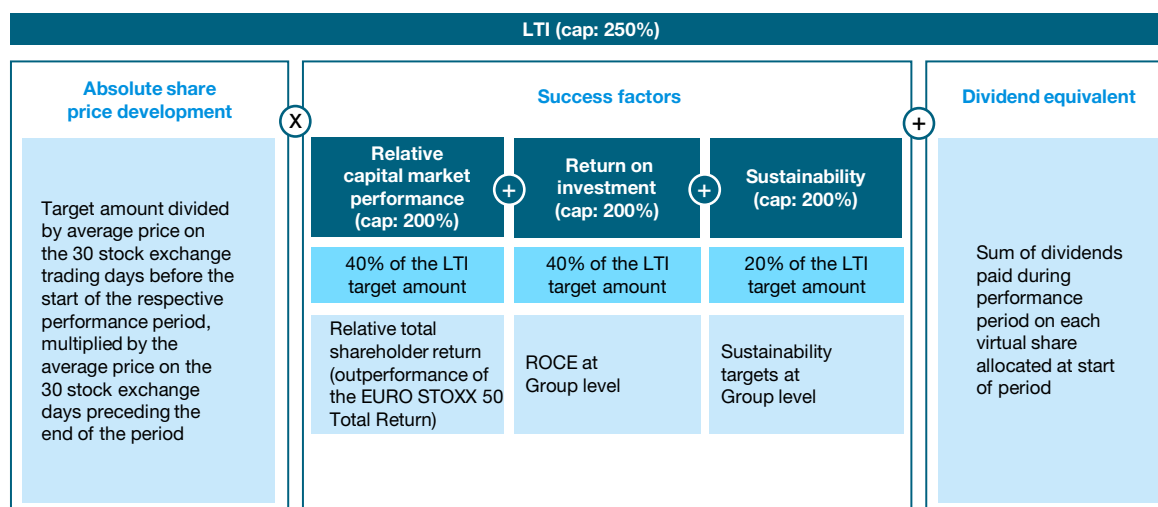 LTI (cap: 250%)
Absolute share
price development
X
Success factors
+
Dividend equivalent
Target amount divided
by average price on
the 30 stock exchange
trading days before the
start of the respective
performance period,
multiplied by the
average price on the
30 stock exchange
days preceding the
end of the period
Relative
capital market
performance
(cap: 200%)
+
Return on
investment
(cap: 200%)
+
Sustainability
(cap: 200%)
40% of the LTI
target amount
40% of the LTI
target amount
20% of the LTI
target amount
Relative total
shareholder return
(outperformance of
the EURO STOXX 50
Total Return)
ROCE at
Group level
Sustainability
targets at
Group level
Sum of dividends
paid during
performance
period on each
virtual share
allocated at start
of period